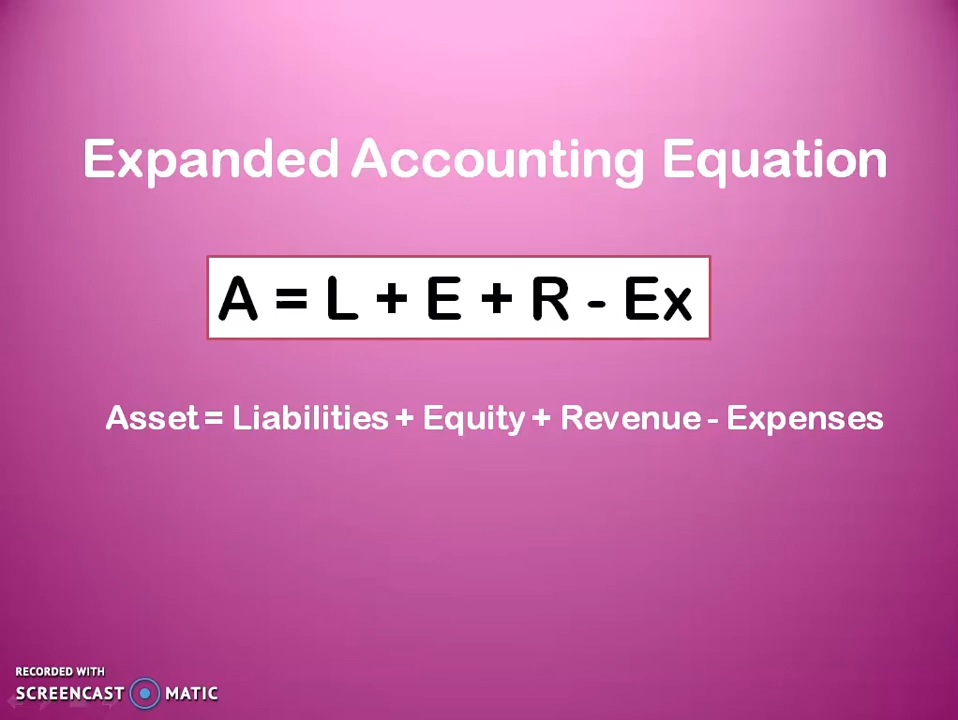 Expanded Accounting Equation
A = L + E + R - Ex
Asset = Liabilities + Equity + Revenue - Expenses
RECORDED WITH
SCREENCAST MATIC